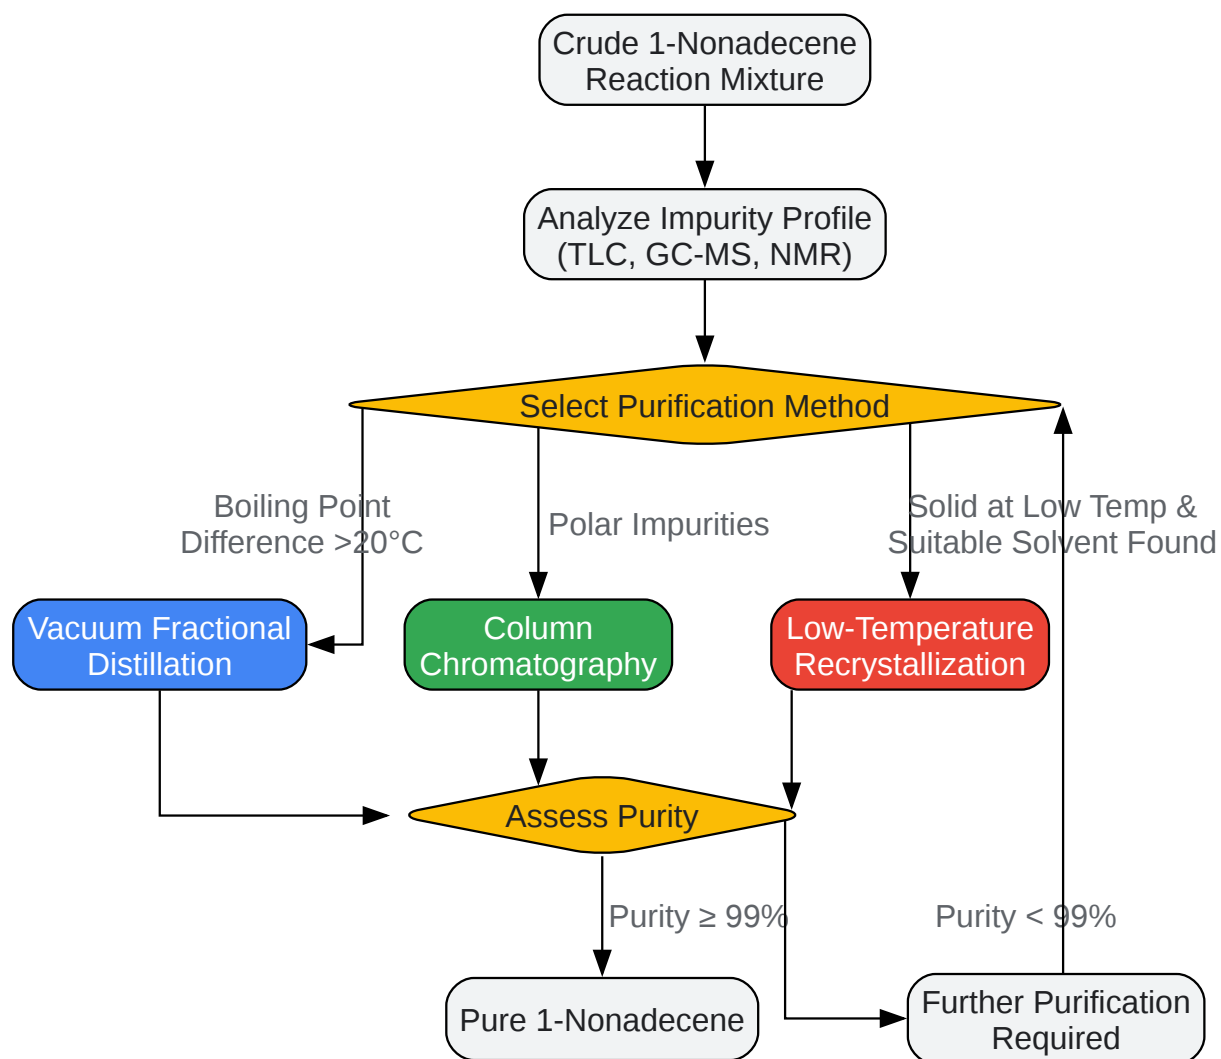 Crude 1-Nonadecene
Reaction Mixture
Analyze Impurity Profile
(TLC, GC-MS, NMR)
Select Purification Method
Boiling Point
Difference >20°C
Polar Impurities
Solid at Low Temp &
Suitable Solvent Found
Vacuum Fractional
Distillation
Column
Chromatography
Low-Temperature
Recrystallization
Assess Purity
Purity ≥ 99%
Purity < 99%
Pure 1-Nonadecene
Further Purification
Required